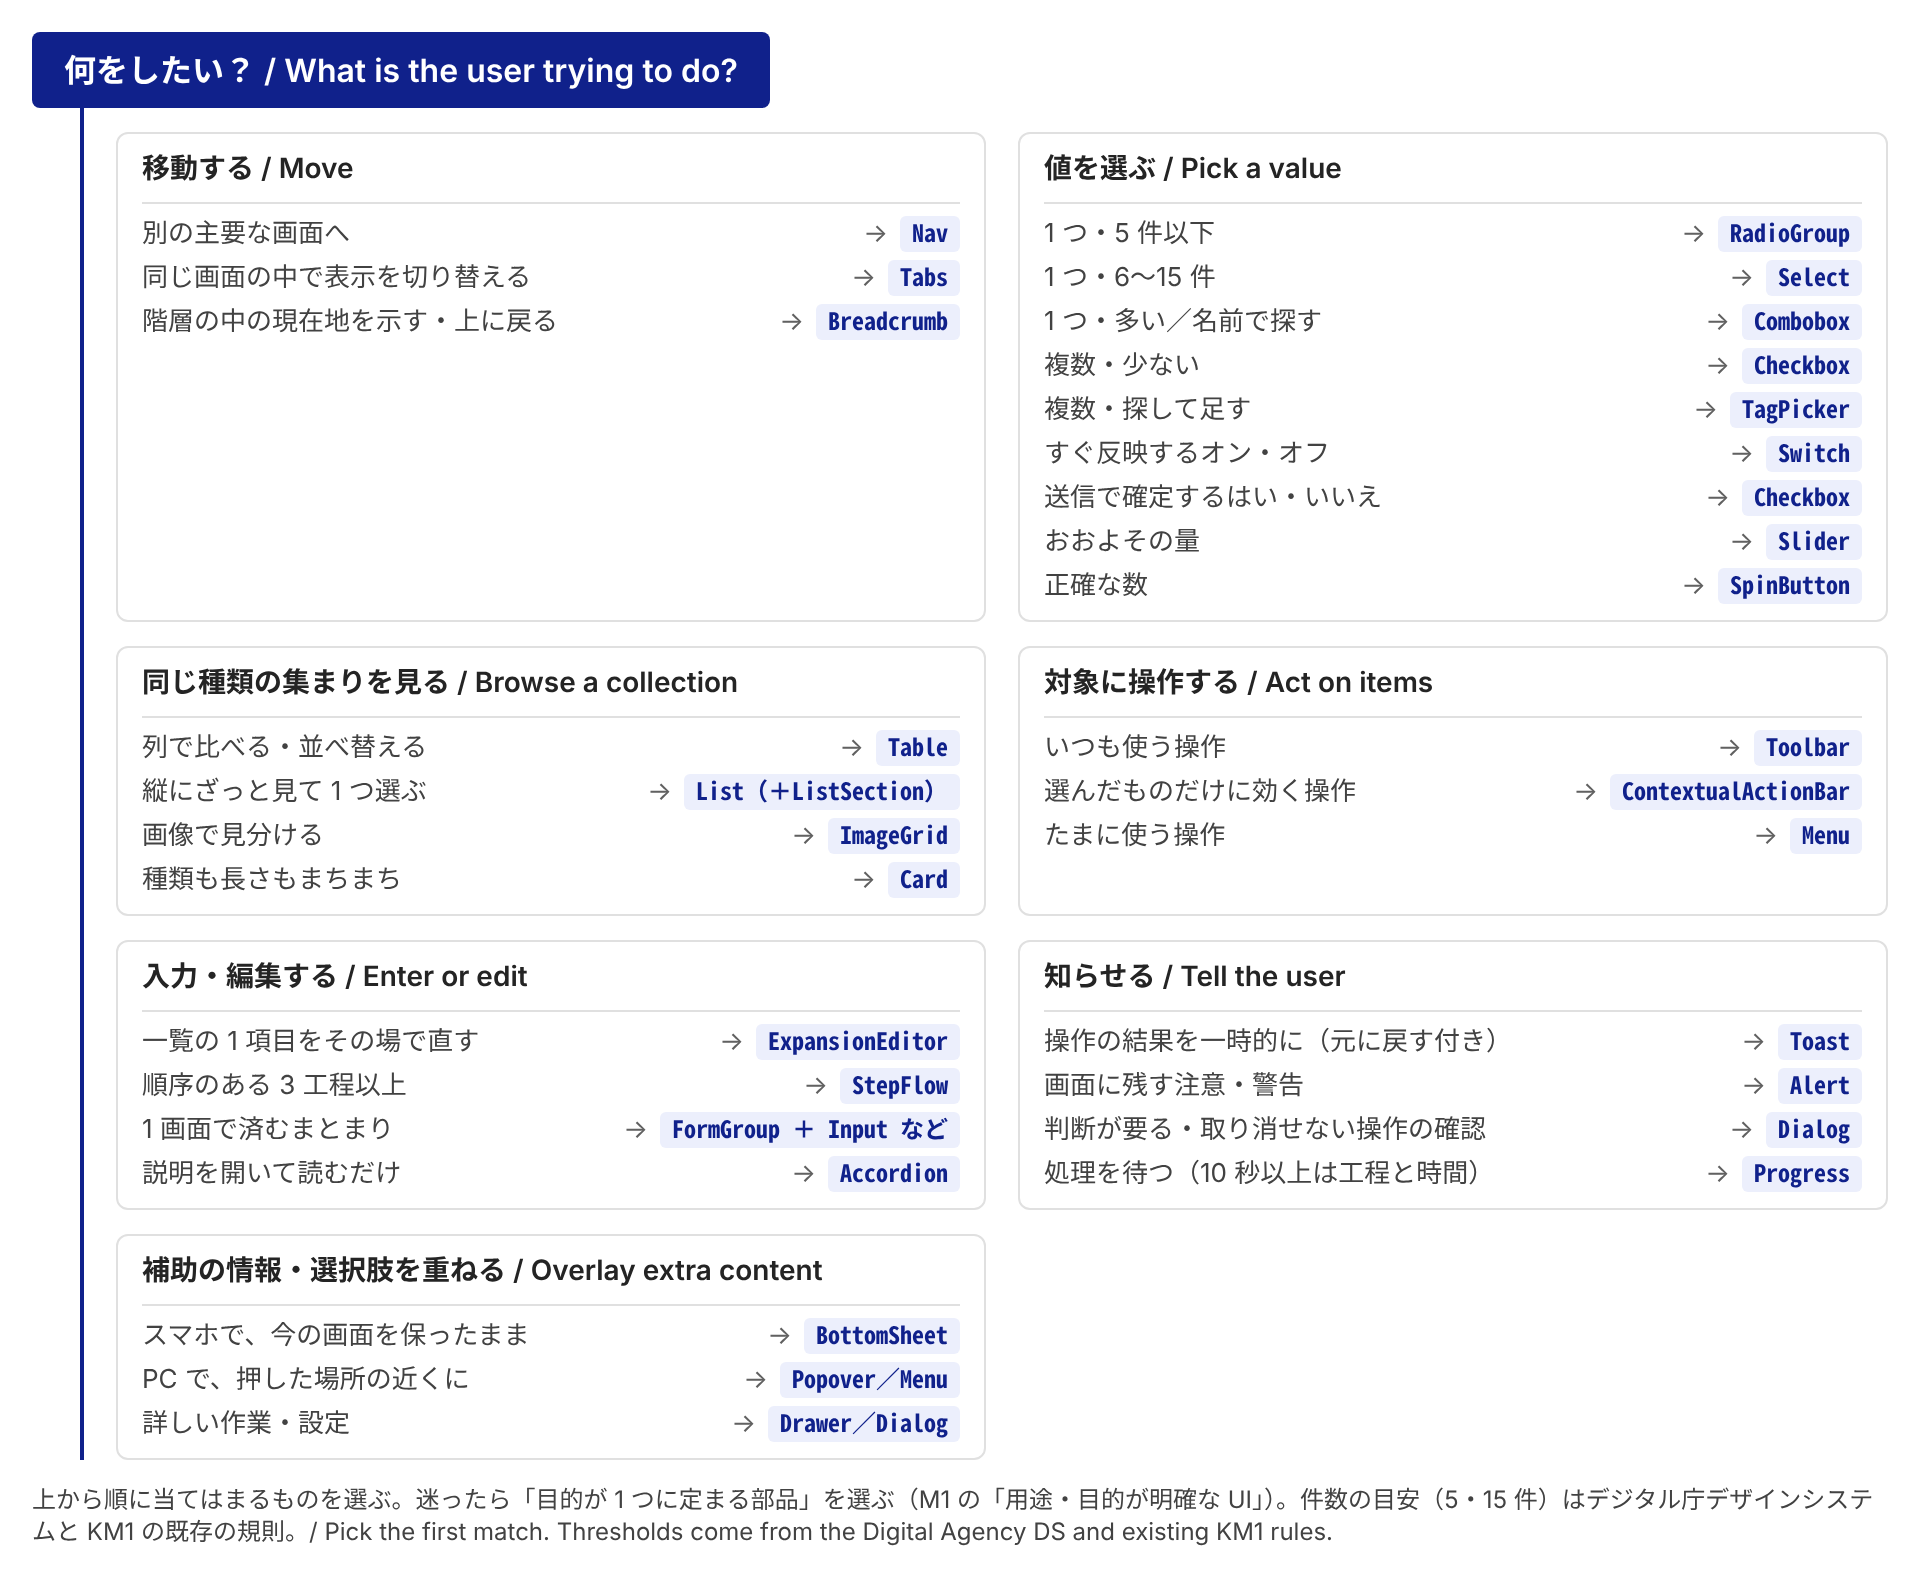 何をしたい？ / What is the user trying to do?
移動する / Move
別の主要な画面へ → Nav
同じ画面の中で表示を切り替える → Tabs
階層の中の現在地を示す・上に戻る → Breadcrumb
値を選ぶ / Pick a value
1 つ・5 件以下 → RadioGroup
1 つ・6〜15 件 → Select
1 つ・多い／名前で探す → Combobox
複数・少ない → Checkbox
複数・探して足す → TagPicker
すぐ反映するオン・オフ → Switch
送信で確定するはい・いいえ → Checkbox
おおよその量 → Slider
正確な数 → SpinButton
同じ種類の集まりを見る / Browse a collection
列で比べる・並べ替える → Table
縦にざっと見て 1 つ選ぶ → List（＋ListSection）
画像で見分ける → ImageGrid
種類も長さもまちまち → Card
対象に操作する / Act on items
いつも使う操作 → Toolbar
選んだものだけに効く操作 → ContextualActionBar
たまに使う操作 → Menu
入力・編集する / Enter or edit
一覧の 1 項目をその場で直す → ExpansionEditor
順序のある 3 工程以上 → StepFlow
1 画面で済むまとまり → FormGroup ＋ Input など
説明を開いて読むだけ → Accordion
知らせる / Tell the user
操作の結果を一時的に（元に戻す付き） → Toast
画面に残す注意・警告 → Alert
判断が要る・取り消せない操作の確認 → Dialog
処理を待つ（10 秒以上は工程と時間） → Progress
補助の情報・選択肢を重ねる / Overlay extra content
スマホで、今の画面を保ったまま → BottomSheet
PC で、押した場所の近くに → Popover／Menu
詳しい作業・設定 → Drawer／Dialog
上から順に当てはまるものを選ぶ。迷ったら「目的が 1 つに定まる部品」を選ぶ（M1 の「用途・目的が明確な UI」）。件数の目安（5・15 件）はデジタル庁デザインシステ
ムと KM1 の既存の規則。/ Pick the first match. Thresholds come from the Digital Agency DS and existing KM1 rules.